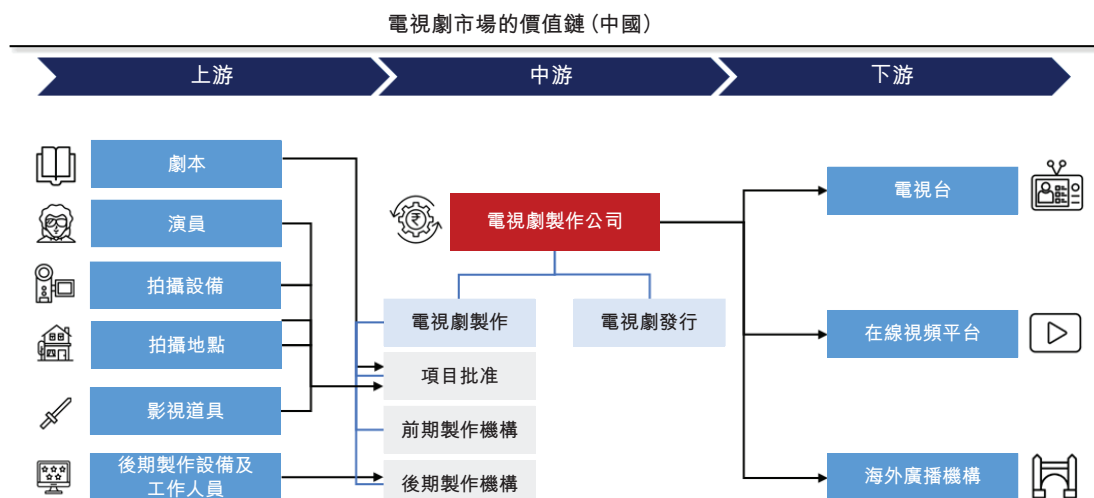 電視劇市場的價值鏈(中國)
上游
中游
下游
劇本
演員
拍攝設備
拍攝地點
影視道具
後期製作設備及
工作人員
電視劇製作公司
電視劇製作
電視劇發行
項目批准
前期製作機構
後期製作機構
電視台
在線視頻平台
海外廣播機構